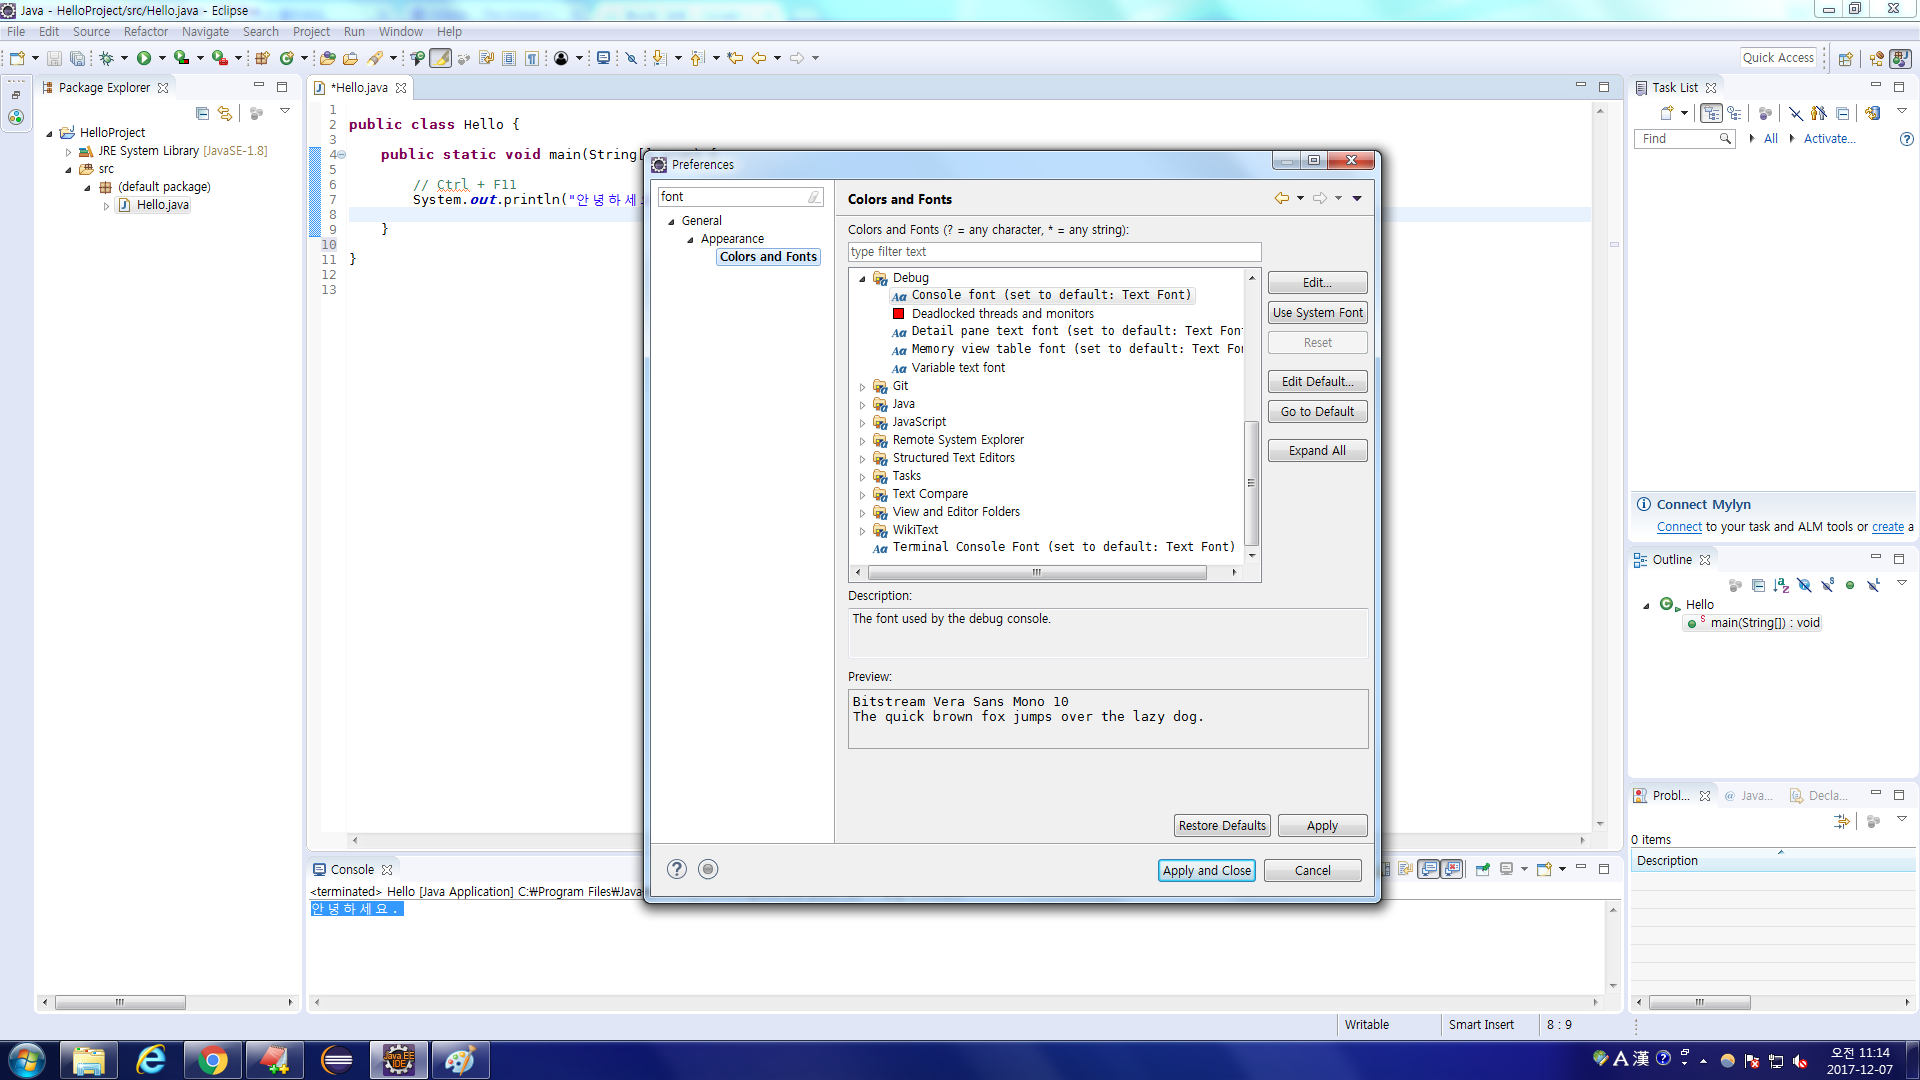 Java - HelloProject/src/Hello.java - Eclipse
File Edit Source Refactor Navigate Search Project Run Window Help
Quick Access
Package Explorer
HelloProject
JRE System Library [JavaSE-1.8]
src
(default package)
Hello.java
*Hello.java
1
2 public class Hello {
3
4 public static void main(String[
5
6 // Ctrl + F11
7 System.out.println("안녕하세
8
9 }
10
11 }
12
13
Preferences
font
General
Appearance
Colors and Fonts
Colors and Fonts
Colors and Fonts (? = any character, * = any string):
type filter text
Debug
Console font (set to default: Text Font)
Deadlocked threads and monitors
Detail pane text font (set to default: Text Fon
Memory view table font (set to default: Text Fon
Variable text font
Git
Java
JavaScript
Remote System Explorer
Structured Text Editors
Tasks
Text Compare
View and Editor Folders
WikiText
Terminal Console Font (set to default: Text Font)
Edit...
Use System Font
Reset
Edit Default...
Go to Default
Expand All
Description:
The font used by the debug console.
Preview:
Bitstream Vera Sans Mono 10
The quick brown fox jumps over the lazy dog.
Restore Defaults Apply
Apply and Close Cancel
Console
<terminated> Hello [Java Application] C:₩Program Files₩Java
안녕하세요.
Task List
Find
All
Activate...
Connect Mylyn
Connect to your task and ALM tools or create a
Outline
Hello
main(String[]) : void
Probl... Java... Decla...
0 items
Description
Writable Smart Insert 8 : 9
Java EE
IDE
A 漢
오전 11:14
2017-12-07